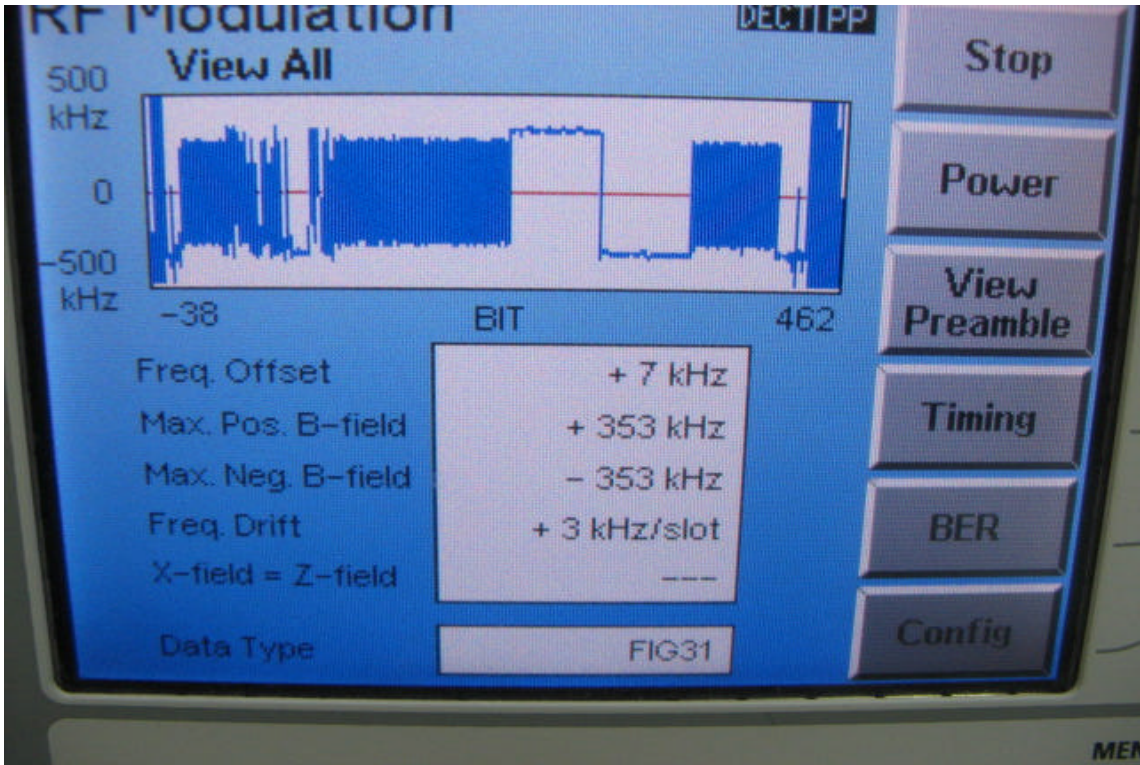 RF Modulation
DECT PP
View All
500
kHz
0
-500
kHz
-38
BIT
462
Freq. Offset + 7 kHz
Max. Pos. B-field + 353 kHz
Max. Neg. B-field - 353 kHz
Freq. Drift + 3 kHz/slot
X-field = Z-field ---
Data Type FIG31
Stop
Power
View
Preamble
Timing
BER
Config
MEN